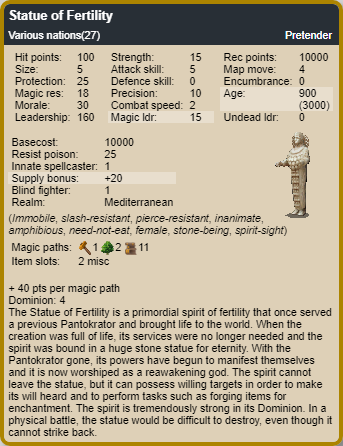 Statue of Fertility
Various nations(27) Pretender
Hit points: 100 Strength: 15 Rec points: 10000
Size: 5 Attack skill: 5 Map move: 4
Protection: 25 Defence skill: 0 Encumbrance: 0
Magic res: 18 Precision: 10 Age: 900
Morale: 30 Combat speed: 2 (3000)
Leadership: 160 Magic ldr: 15 Undead ldr: 0
Basecost: 10000
Resist poison: 25
Innate spellcaster: 1
Supply bonus: +20
Blind fighter: 1
Realm: Mediterranean
(Immobile, slash-resistant, pierce-resistant, inanimate,
amphibious, need-not-eat, female, stone-being, spirit-sight)
Magic paths: 1 2 11
Item slots: 2 misc
+ 40 pts per magic path
Dominion: 4
The Statue of Fertility is a primordial spirit of fertility that once served
a previous Pantokrator and brought life to the world. When the
creation was full of life, its services were no longer needed and the
spirit was bound in a huge stone statue for eternity. With the
Pantokrator gone, its powers have begun to manifest themselves
and it is now worshiped as a reawakening god. The spirit cannot
leave the statue, but it can possess willing targets in order to make
its will heard and to perform tasks such as forging items for
enchantment. The spirit is tremendously strong in its Dominion. In a
physical battle, the statue would be difficult to destroy, even though it
cannot strike back.